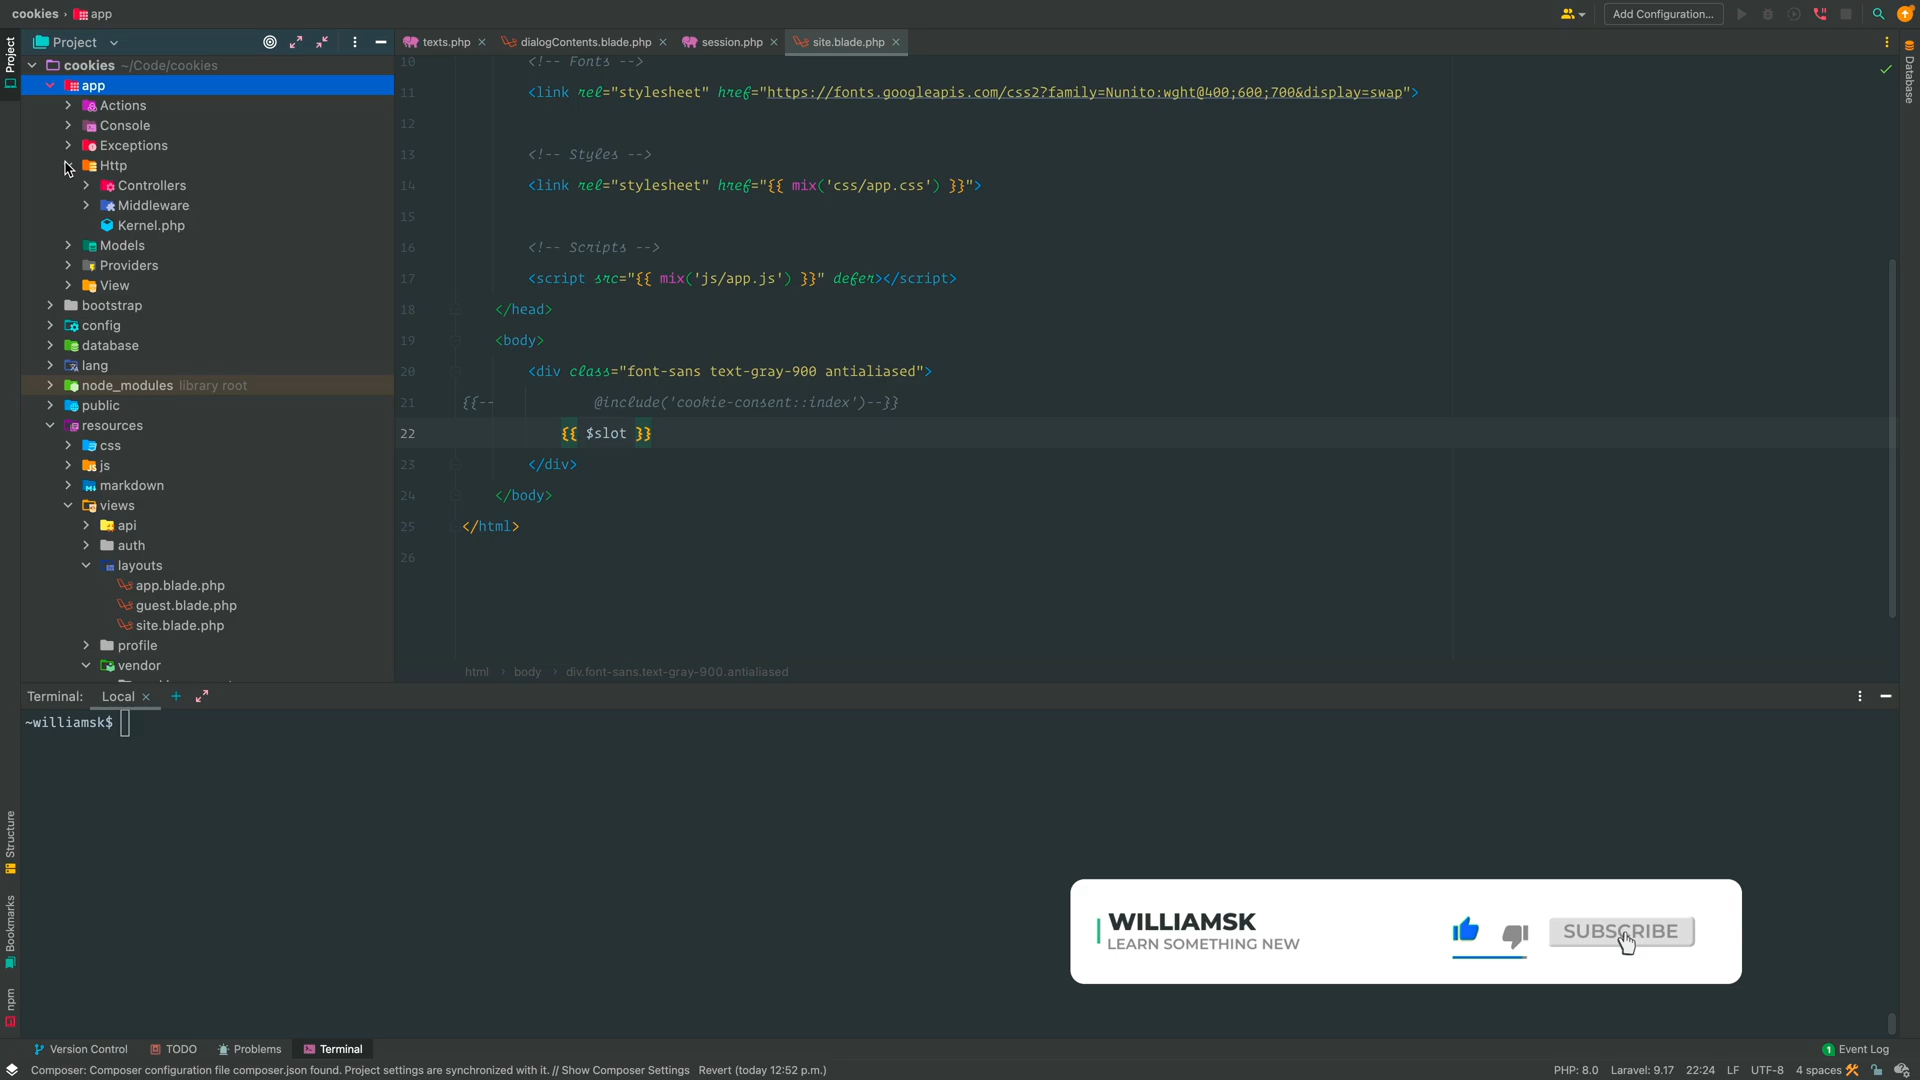 cookies › app
Add Configuration...
Project
texts.php
dialogContents.blade.php
session.php
site.blade.php
Project
Database
cookies ~/Code/cookies
app
Actions
Console
Exceptions
Http
Controllers
Middleware
Kernel.php
Models
Providers
View
bootstrap
config
database
lang
node_modules library root
public
resources
css
js
markdown
views
api
auth
layouts
app.blade.php
guest.blade.php
site.blade.php
profile
vendor
10 <!-- Fonts -->
11 <link rel="stylesheet" href="https://fonts.googleapis.com/css2?family=Nunito:wght@400;600;700&display=swap">
12
13 <!-- Styles -->
14 <link rel="stylesheet" href="{{ mix('css/app.css') }}">
15
16 <!-- Scripts -->
17 <script src="{{ mix('js/app.js') }}" defer></script>
18 </head>
19 <body>
20 <div class="font-sans text-gray-900 antialiased">
21 {{-- @include('cookie-consent::index')--}}
22 {{ $slot }}
23 </div>
24 </body>
25 </html>
26
html › body › div.font-sans.text-gray-900.antialiased
Terminal: Local
~williamsk$
Structure
Bookmarks
npm
WILLIAMSK
LEARN SOMETHING NEW
SUBSCRIBE
Version Control
TODO
Problems
Terminal
1 Event Log
Composer: Composer configuration file composer.json found. Project settings are synchronized with it. // Show Composer Settings Revert (today 12:52 p.m.)
PHP: 8.0 Laravel: 9.17 22:24 LF UTF-8 4 spaces